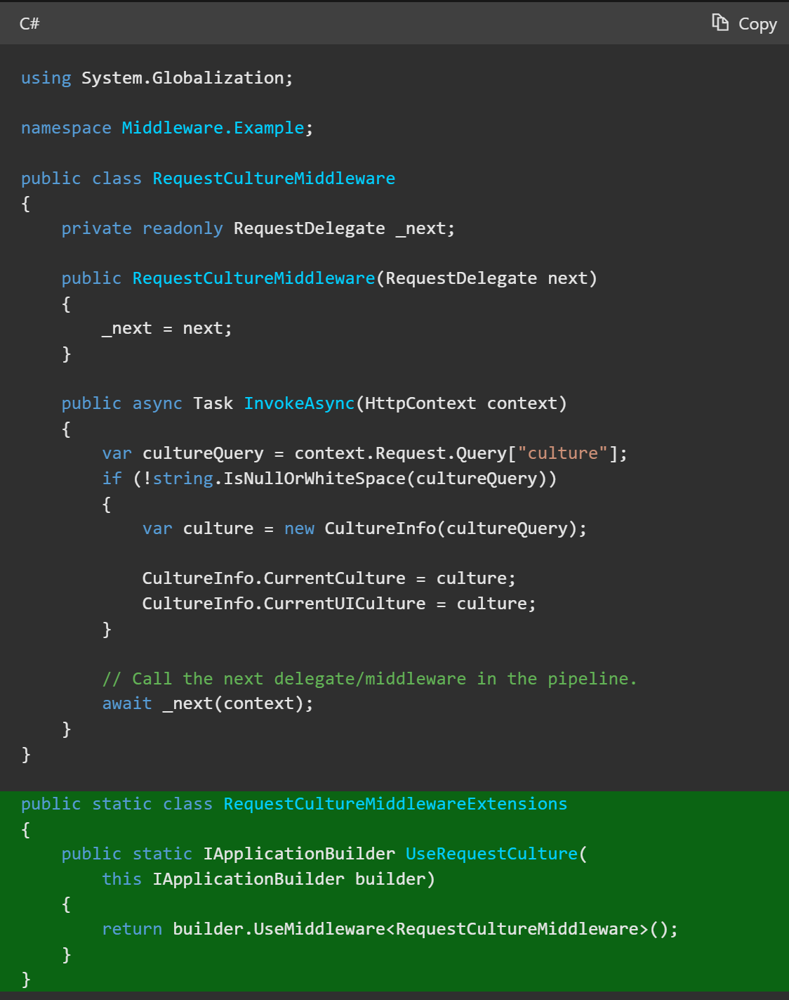 C#
Copy
using System.Globalization;
namespace Middleware.Example;
public class RequestCultureMiddleware
{
    private readonly RequestDelegate _next;
    public RequestCultureMiddleware(RequestDelegate next)
    {
        _next = next;
    }
    public async Task InvokeAsync(HttpContext context)
    {
        var cultureQuery = context.Request.Query["culture"];
        if (!string.IsNullOrWhiteSpace(cultureQuery))
        {
            var culture = new CultureInfo(cultureQuery);
            CultureInfo.CurrentCulture = culture;
            CultureInfo.CurrentUICulture = culture;
        }
        // Call the next delegate/middleware in the pipeline.
        await _next(context);
    }
}
public static class RequestCultureMiddlewareExtensions
{
    public static IApplicationBuilder UseRequestCulture(
        this IApplicationBuilder builder)
    {
        return builder.UseMiddleware<RequestCultureMiddleware>();
    }
}